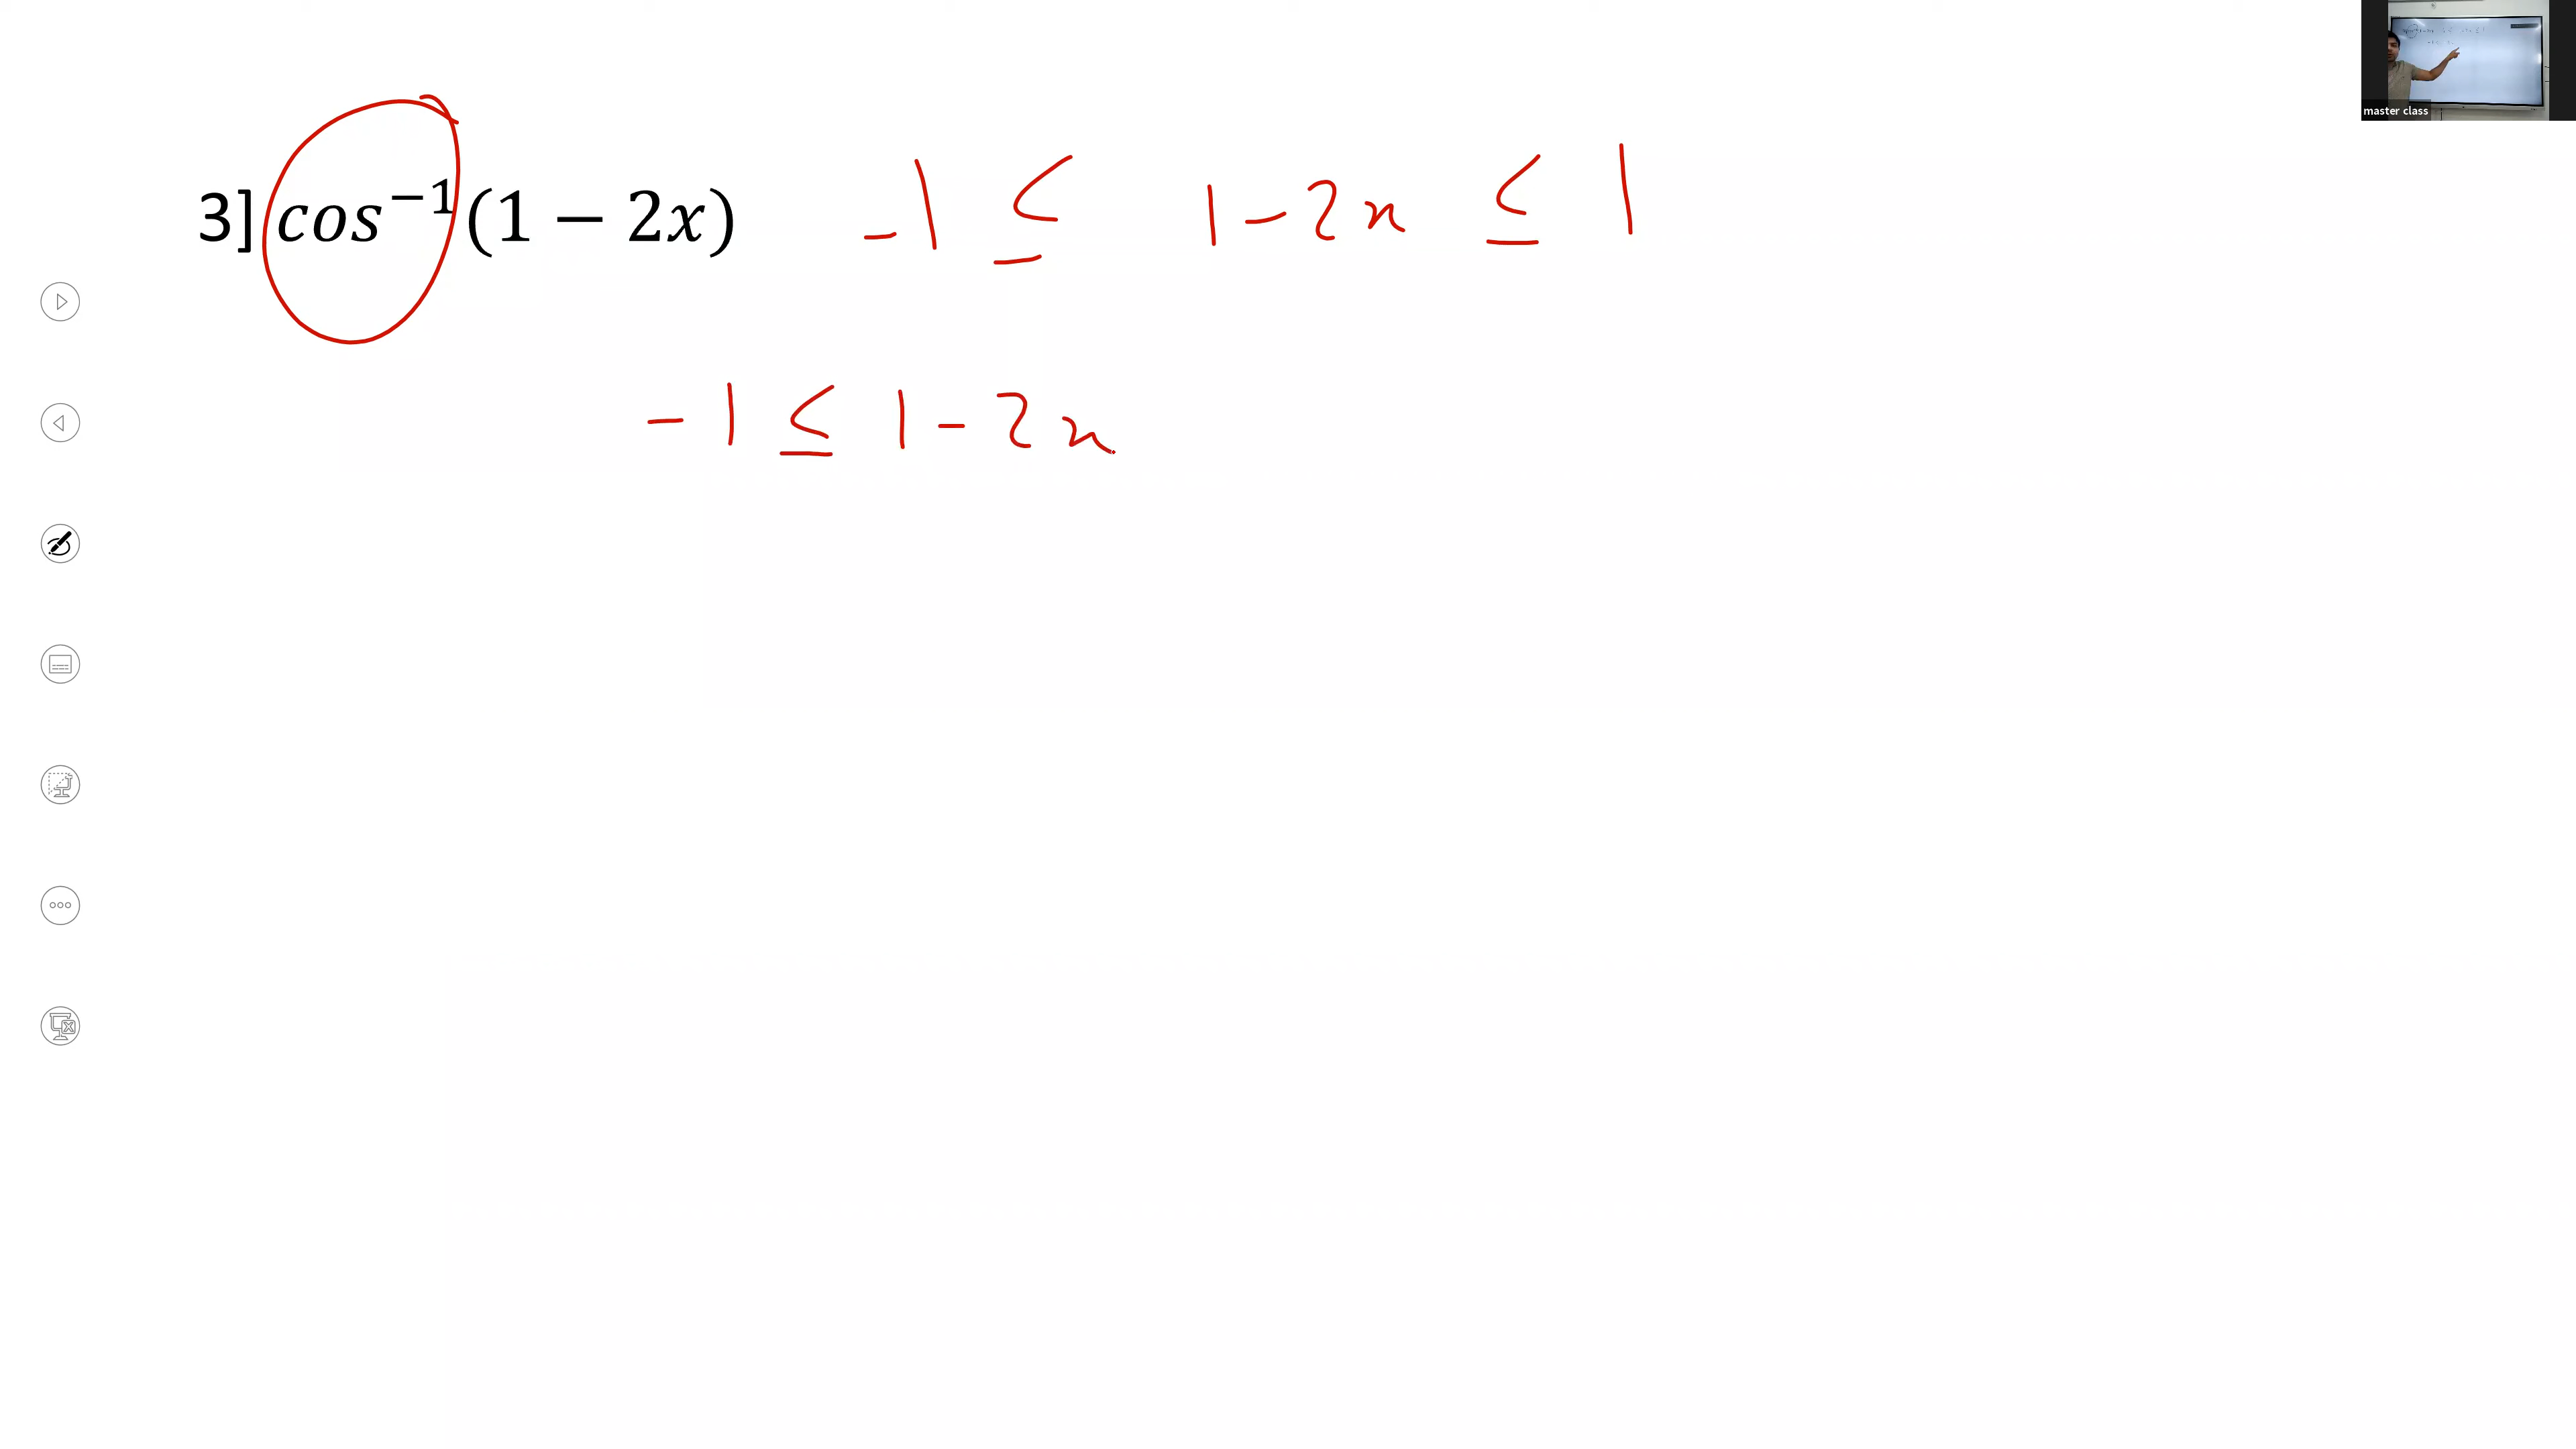 master class
3] cos⁻¹(1 − 2x) -1 ≤ 1-2x ≤ 1
-1 ≤ 1-2x